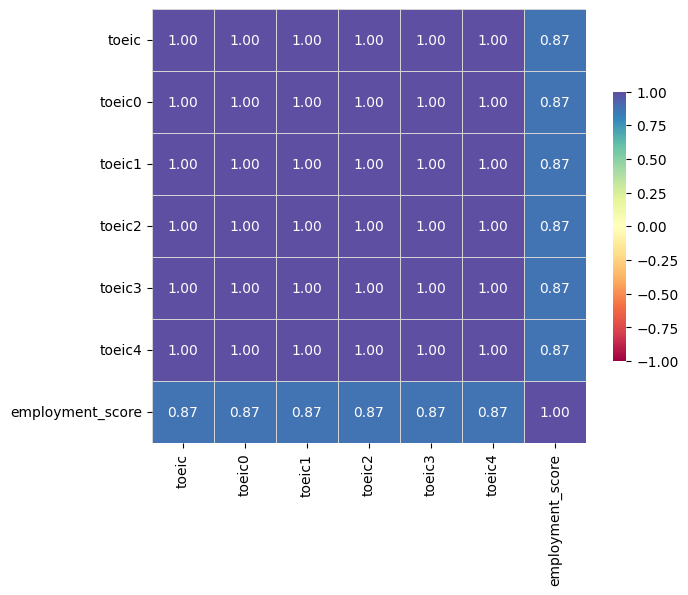 toeic 1.00 1.00 1.00 1.00 1.00 1.00 0.87
toeic0 1.00 1.00 1.00 1.00 1.00 1.00 0.87
toeic1 1.00 1.00 1.00 1.00 1.00 1.00 0.87
toeic2 1.00 1.00 1.00 1.00 1.00 1.00 0.87
toeic3 1.00 1.00 1.00 1.00 1.00 1.00 0.87
toeic4 1.00 1.00 1.00 1.00 1.00 1.00 0.87
employment_score 0.87 0.87 0.87 0.87 0.87 0.87 1.00
toeic
toeic0
toeic1
toeic2
toeic3
toeic4
employment_score
1.00
0.75
0.50
0.25
0.00
−0.25
−0.50
−0.75
−1.00